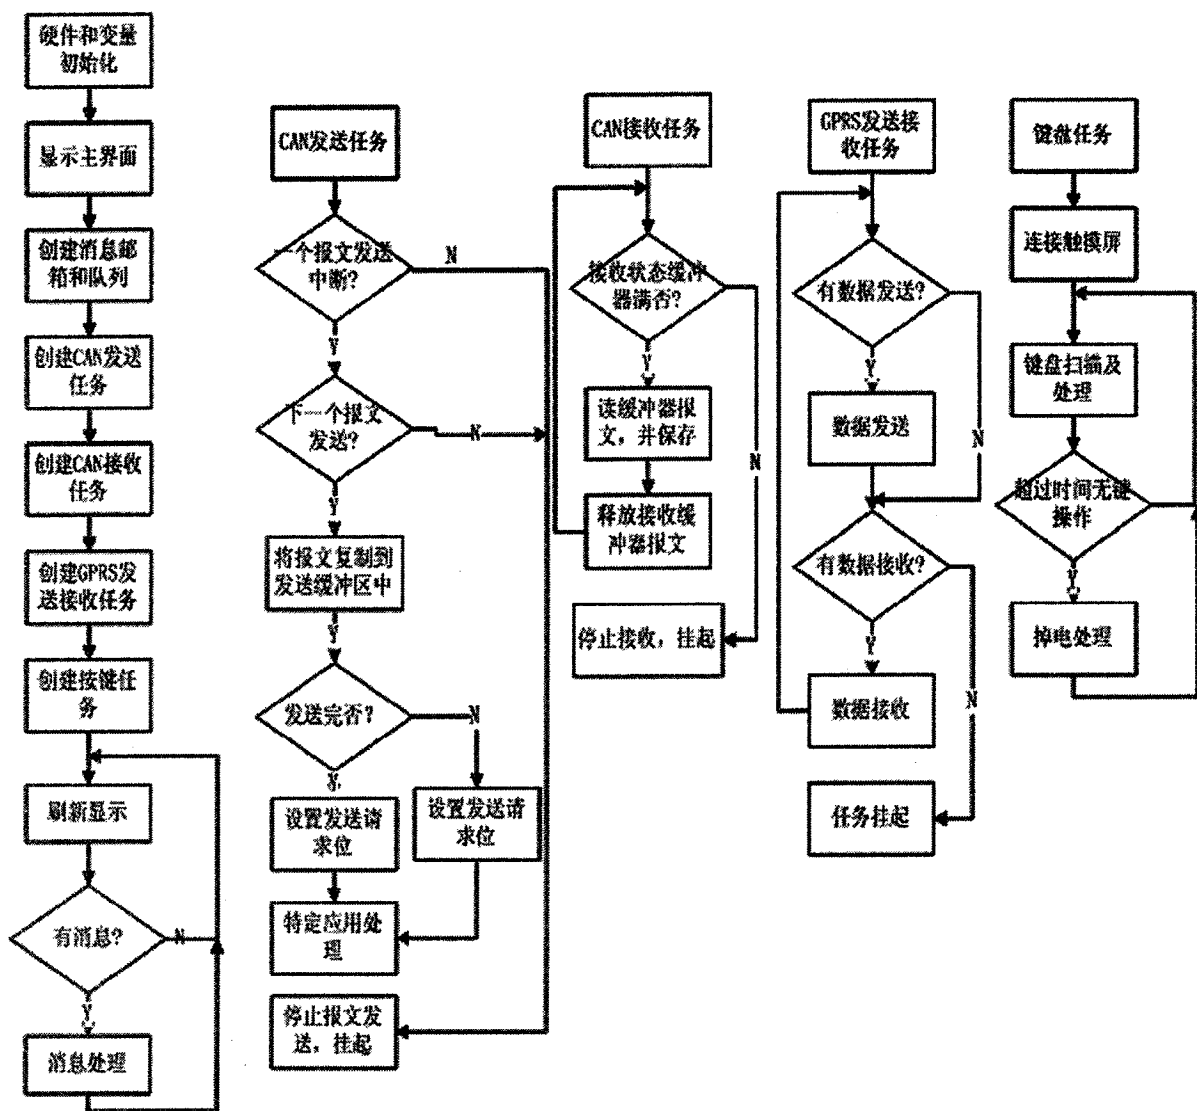 硬件和变量
初始化
显示主界面
创建消息邮
箱和队列
创建CAN发送
任务
创建CAN接收
任务
创建GPRS发
送接收任务
创建按键任
务
刷新显示
有消息?
N
Y
消息处理
CAN发送任务
一个报文发送
中断?
N
Y
下一个报文
发送?
N
Y
将报文复制到
发送缓冲区中
Y
发送完否?
N
Y
设置发送请
求位
设置发送请
求位
特定应用处
理
停止报文发
送，挂起
CAN接收任务
接收状态缓冲
器满否?
Y
N
读缓冲器报
文，并保存
释放接收缓
冲器报文
停止接收，挂起
GPRS发送接
收任务
有数据发送?
Y
N
数据发送
有数据接收?
Y
N
数据接收
任务挂起
键盘任务
连接触摸屏
键盘扫描及
处理
超过时间无键
操作
Y
掉电处理